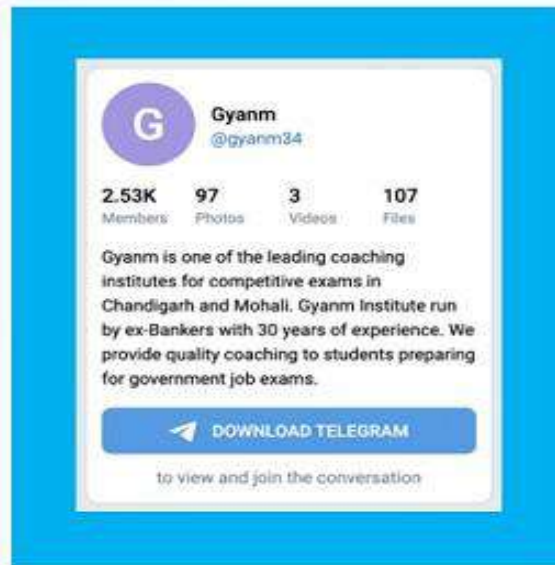 G
Gyanm
@gyanm34
2.53K 97 3 107
Members Photos Videos Files
Gyanm is one of the leading coaching
institutes for competitive exams in
Chandigarh and Mohali. Gyanm Institute run
by ex-Bankers with 30 years of experience. We
provide quality coaching to students preparing
for government job exams.
DOWNLOAD TELEGRAM
to view and join the conversation